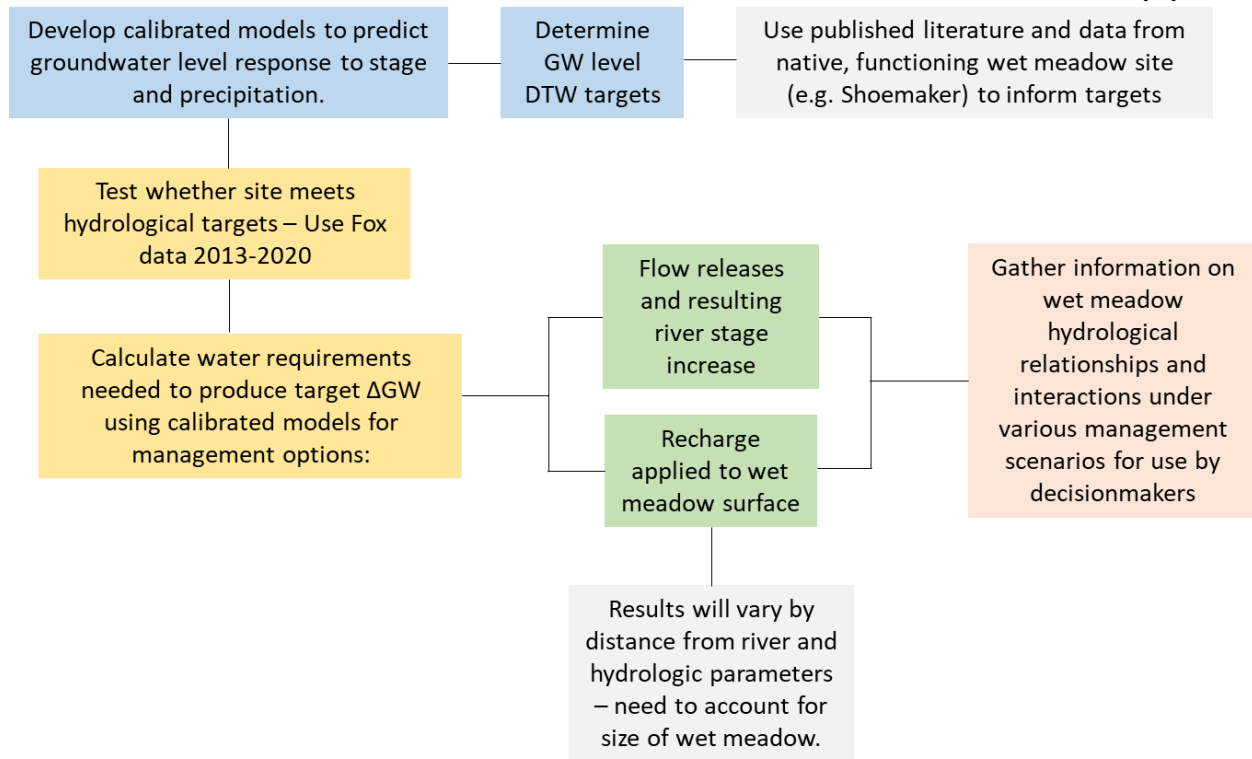 Develop calibrated models to predict
groundwater level response to stage
and precipitation.
Determine
GW level
DTW targets
Use published literature and data from
native, functioning wet meadow site
(e.g. Shoemaker) to inform targets
Test whether site meets
hydrological targets – Use Fox
data 2013-2020
Calculate water requirements
needed to produce target ΔGW
using calibrated models for
management options:
Flow releases
and resulting
river stage
increase
Recharge
applied to wet
meadow surface
Gather information on
wet meadow
hydrological
relationships and
interactions under
various management
scenarios for use by
decisionmakers
Results will vary by
distance from river and
hydrologic parameters
– need to account for
size of wet meadow.